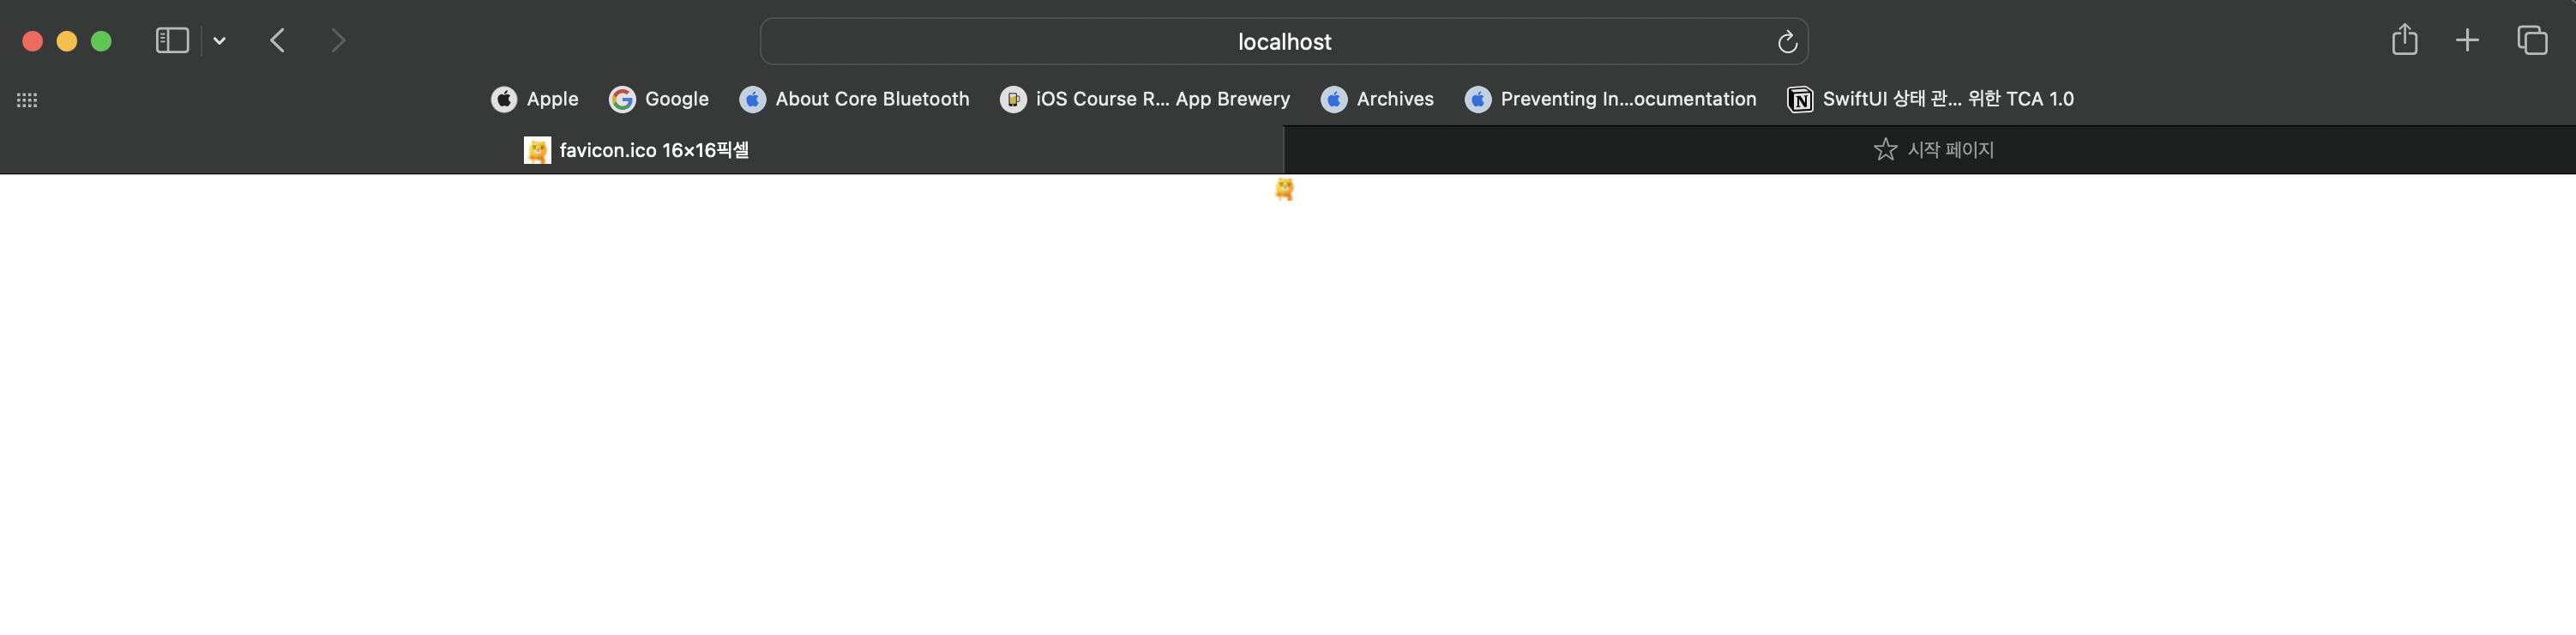 localhost
Apple Google About Core Bluetooth iOS Course R... App Brewery Archives Preventing In...ocumentation SwiftUI 상태 관... 위한 TCA 1.0
favicon.ico 16×16픽셀 시작 페이지